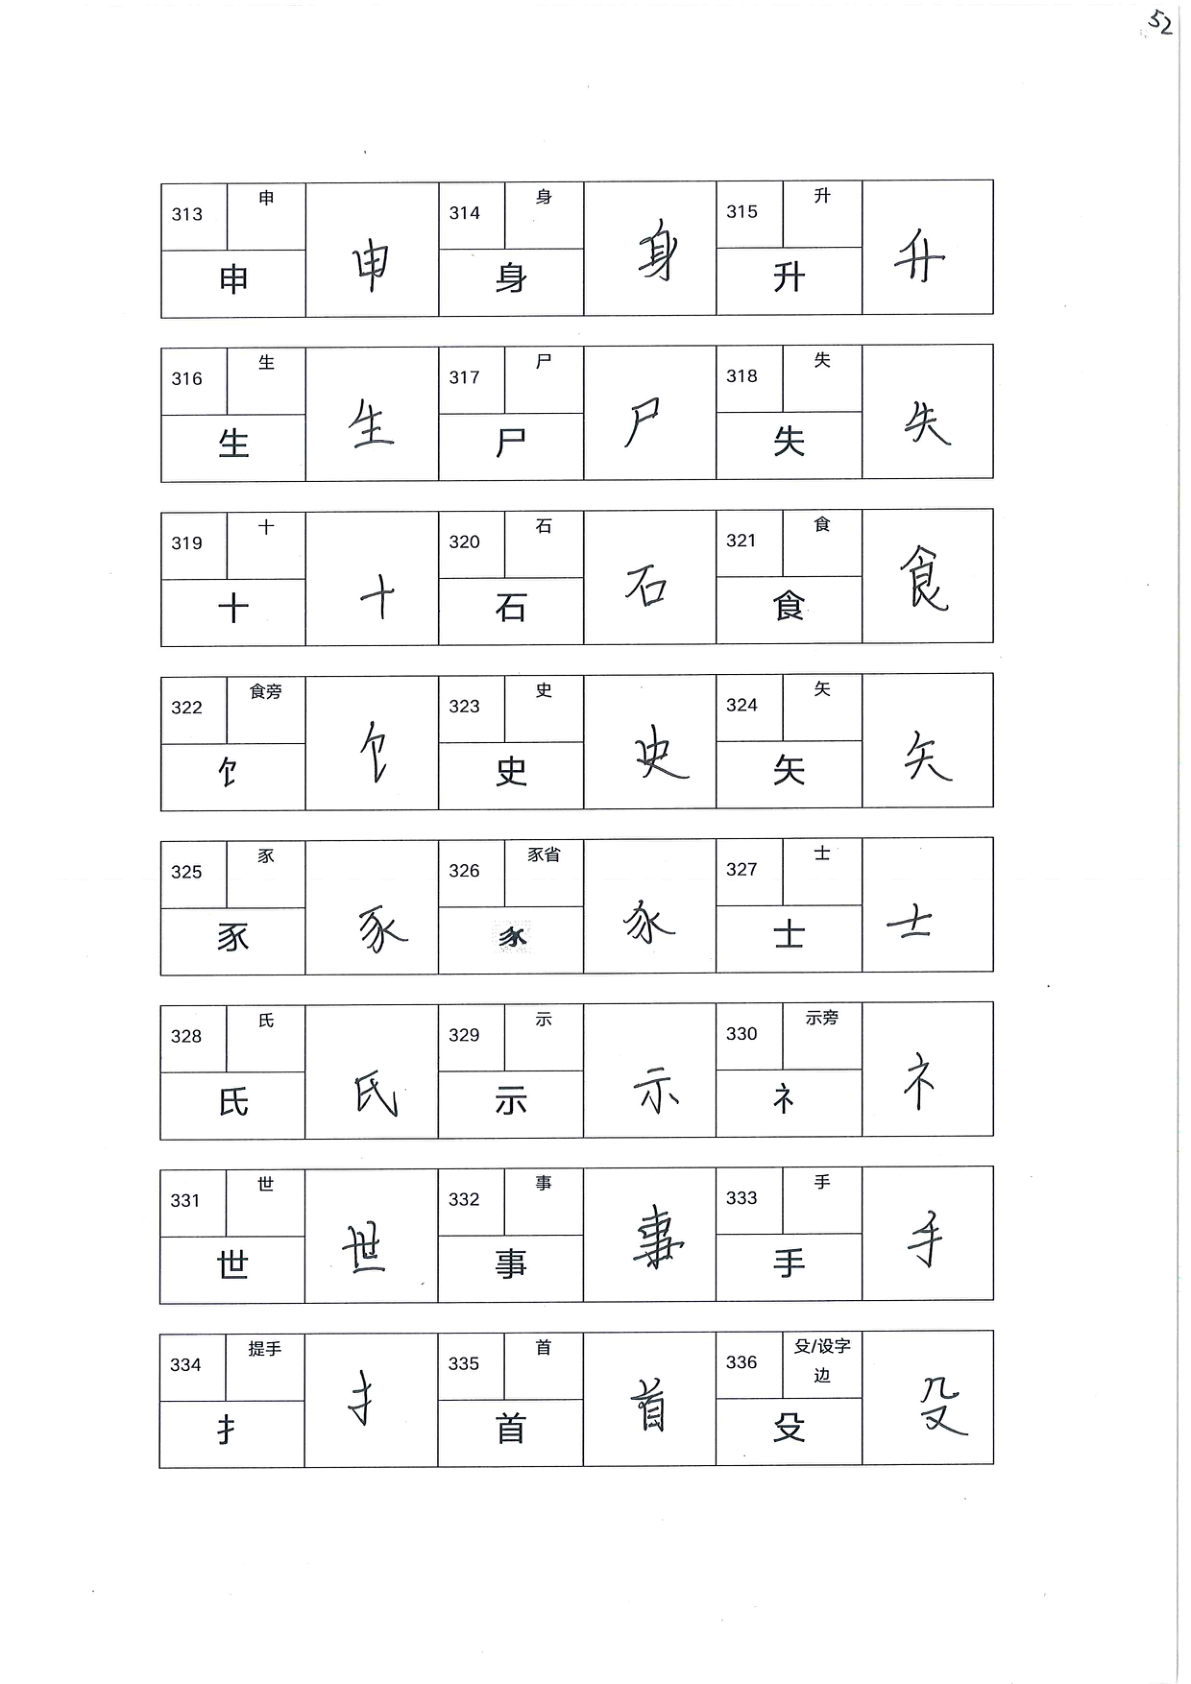 52
313 申 申 申 314 身 身 身 315 升 升 升
316 生 生 生 317 尸 尸 尸 318 失 失 失
319 十 十 十 320 石 石 石 321 食 食 食
322 食旁 饣 饣 323 史 史 史 324 矢 矢 矢
325 豕 豕 豕 326 豕省 327 士 士 士
328 氏 氏 氏 329 示 示 示 330 示旁 礻 礻
331 世 世 世 332 事 事 事 333 手 手 手
334 提手 扌 扌 335 首 首 首 336 殳/设字边 殳 殳